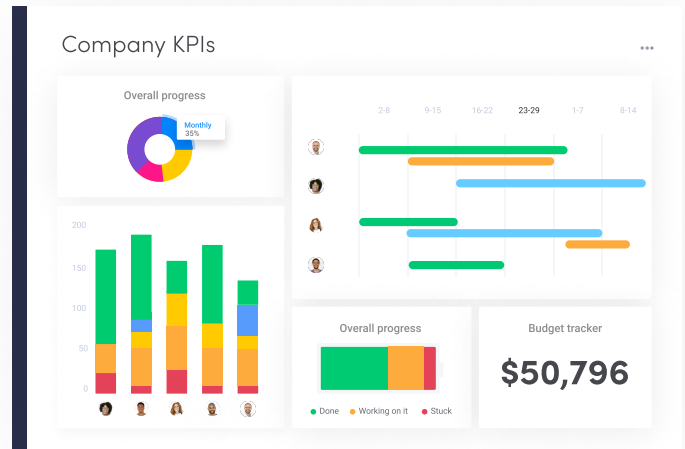 Company KPIs
Overall progress
Monthly
35%
2-8 9-15 16-22 23-29 1-7 8-14
200
150
100
50
0
Overall progress
Done Working on it Stuck
Budget tracker
$50,796